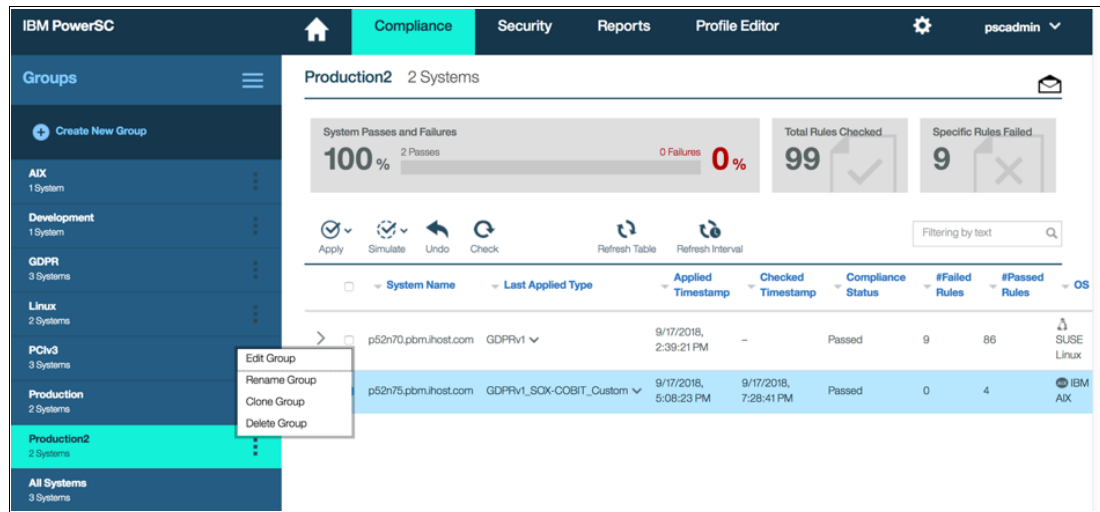 IBM PowerSC
Compliance
Security
Reports
Profile Editor
pscadmin
Groups
Create New Group
AIX
1 System
Development
1 System
GDPR
3 Systems
Linux
2 Systems
PCIv3
3 Systems
Production
2 Systems
Production2
2 Systems
All Systems
3 Systems
Edit Group
Rename Group
Clone Group
Delete Group
Production2 2 Systems
System Passes and Failures
100 % 2 Passes 0 Failures 0 %
Total Rules Checked
99
Specific Rules Failed
9
Apply Simulate Undo Check Refresh Table Refresh Interval
Filtering by text
System Name Last Applied Type Applied Timestamp Checked Timestamp Compliance Status #Failed Rules #Passed Rules OS
p52n70.pbm.ihost.com GDPRv1 9/17/2018, 2:39:21 PM – Passed 9 86 SUSE Linux
p52n75.pbm.ihost.com GDPRv1_SOX-COBIT_Custom 9/17/2018, 5:08:23 PM 9/17/2018, 7:28:41 PM Passed 0 4 IBM AIX